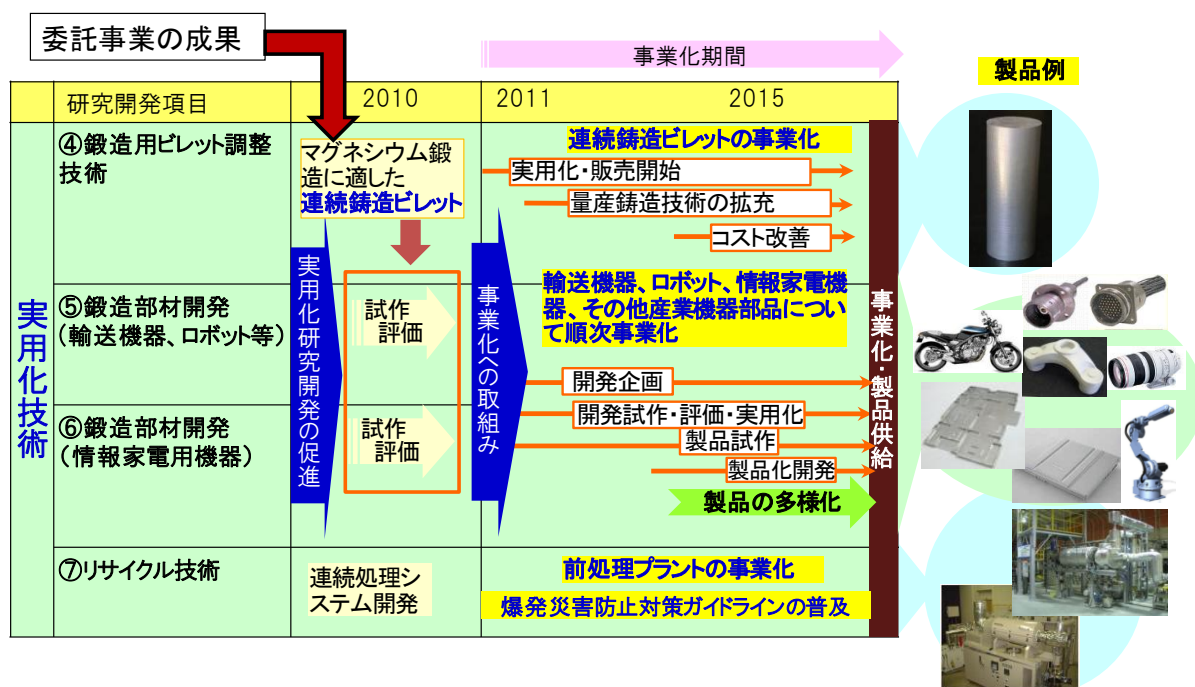 委託事業の成果
事業化期間
製品例
研究開発項目
2010
2011
2015
実用化技術
④鍛造用ビレット調整
技術
マグネシウム鍛
造に適した
連続鋳造ビレット
連続鋳造ビレットの事業化
実用化・販売開始
量産鋳造技術の拡充
コスト改善
実用化研究開発の促進
事業化への取組み
事業化・製品供給
⑤鍛造部材開発
(輸送機器、ロボット等)
試作
評価
輸送機器、ロボット、情報家電機
器、その他産業機器部品につい
て順次事業化
開発企画
⑥鍛造部材開発
(情報家電用機器)
試作
評価
開発試作・評価・実用化
製品試作
製品化開発
製品の多様化
⑦リサイクル技術
連続処理シ
ステム開発
前処理プラントの事業化
爆発災害防止対策ガイドラインの普及